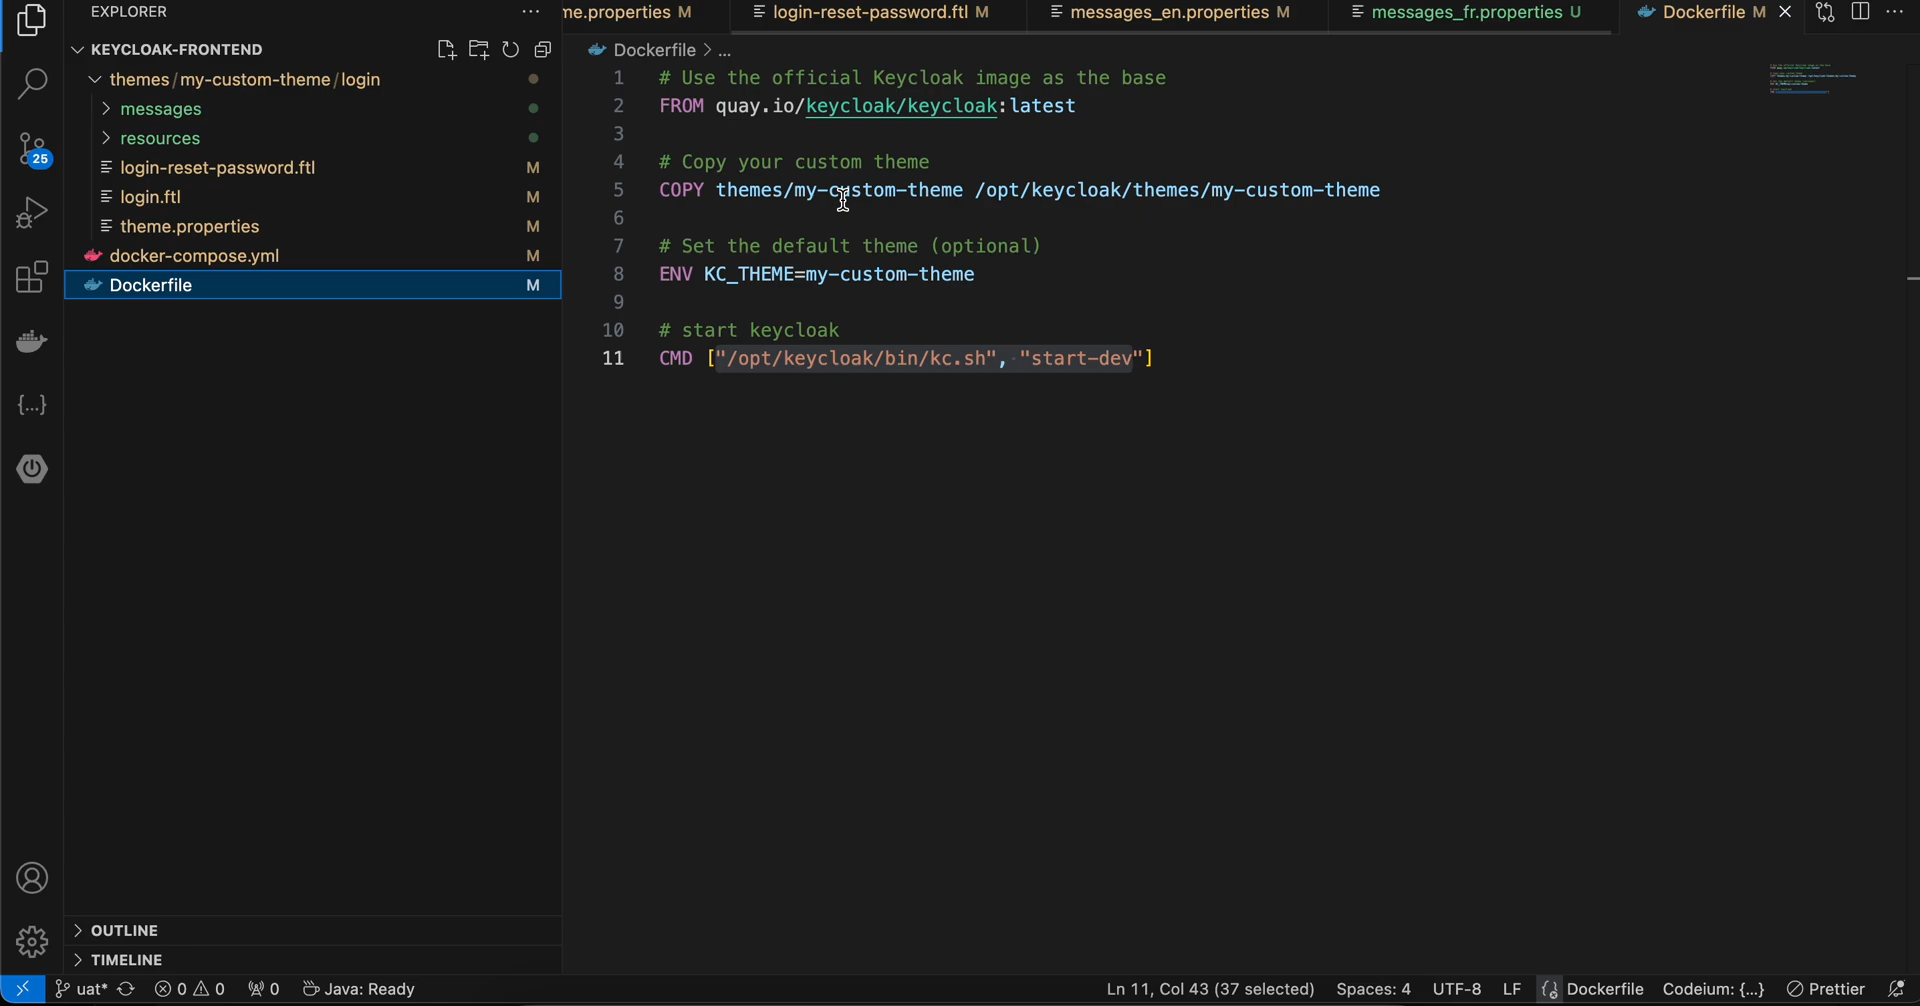 EXPLORER
KEYCLOAK-FRONTEND
themes/my-custom-theme/login
messages
resources
login-reset-password.ftl M
login.ftl M
theme.properties M
docker-compose.yml M
Dockerfile M
25
OUTLINE
TIMELINE
me.properties M
login-reset-password.ftl M
messages_en.properties M
messages_fr.properties U
Dockerfile M
Dockerfile > ...
1 # Use the official Keycloak image as the base
2 FROM quay.io/keycloak/keycloak:latest
3
4 # Copy your custom theme
5 COPY themes/my-custom-theme /opt/keycloak/themes/my-custom-theme
6
7 # Set the default theme (optional)
8 ENV KC_THEME=my-custom-theme
9
10 # start keycloak
11 CMD ["/opt/keycloak/bin/kc.sh", "start-dev"]
uat* 0 0 0 Java: Ready Ln 11, Col 43 (37 selected) Spaces: 4 UTF-8 LF Dockerfile Codeium: {...} Prettier